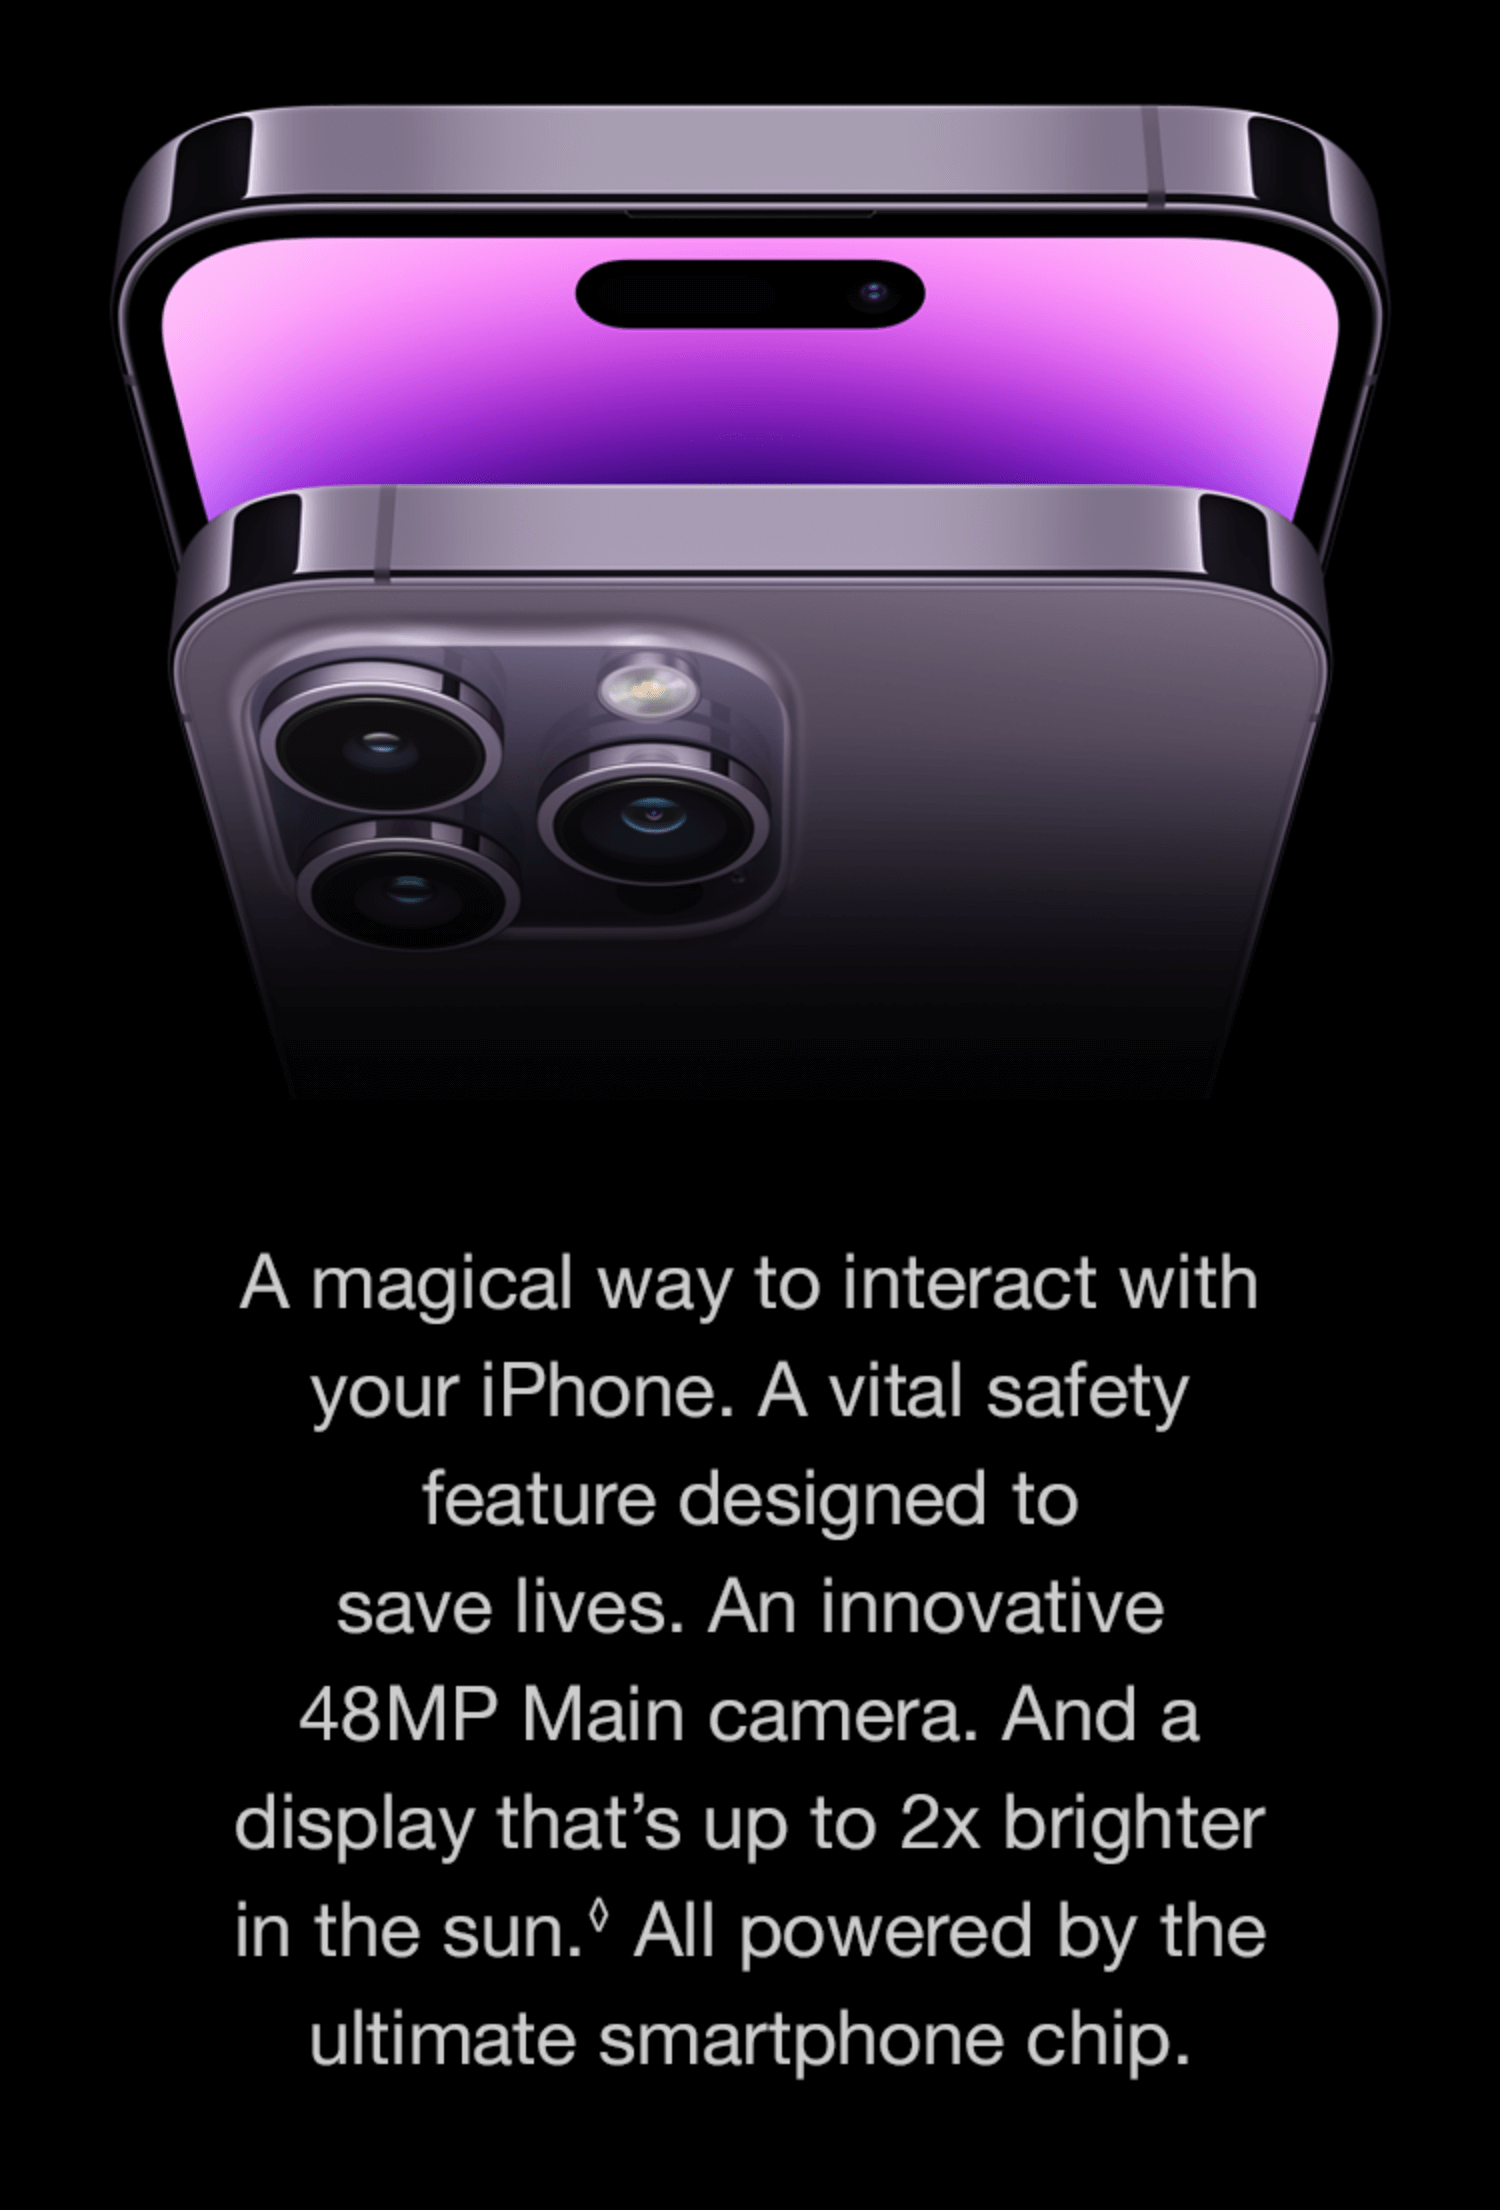 A magical way to interact with
your iPhone. A vital safety
feature designed to
save lives. An innovative
48MP Main camera. And a
display that’s up to 2x brighter
in the sun.◊ All powered by the
ultimate smartphone chip.